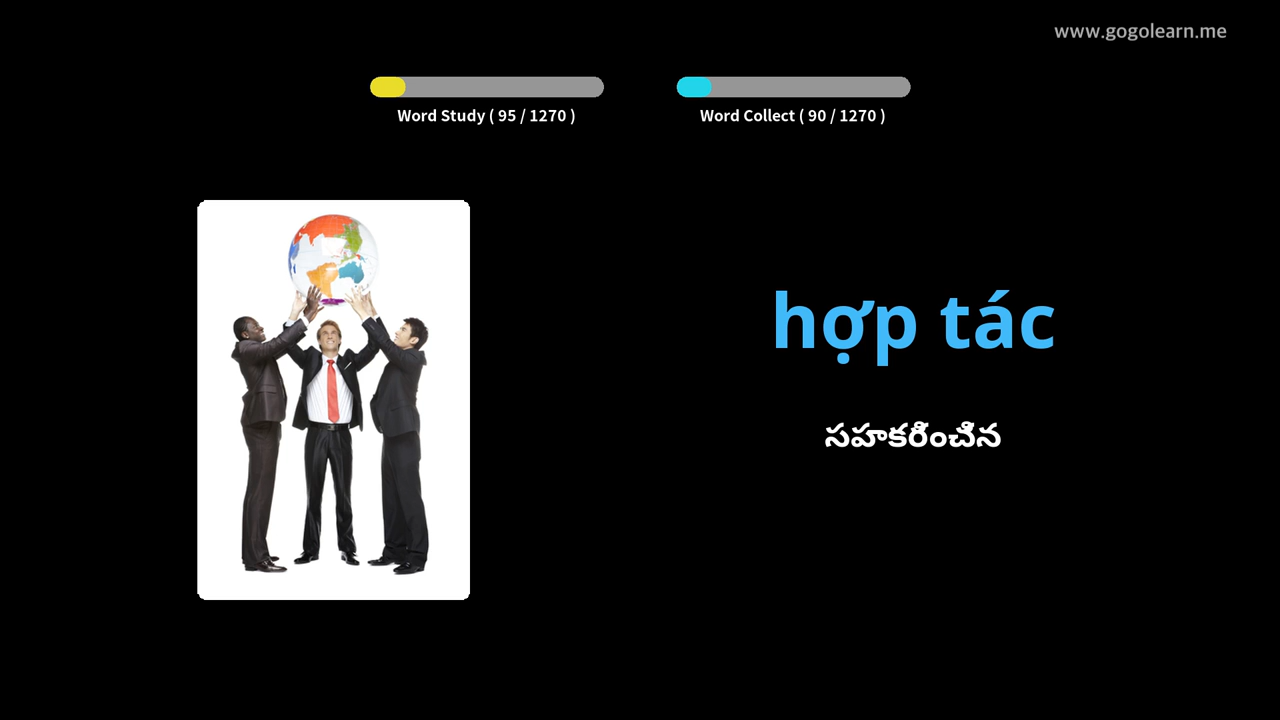 www.gogolearn.me
Word Study ( 95 / 1270 )
Word Collect ( 90 / 1270 )
hợp tác
సహకరించిన